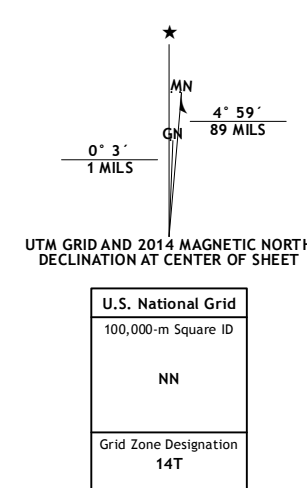 MN
4° 59´
89 MILS
GN
0° 3´
1 MILS
UTM GRID AND 2014 MAGNETIC NORTH
DECLINATION AT CENTER OF SHEET
U.S. National Grid
100,000-m Square ID
NN
Grid Zone Designation
14T